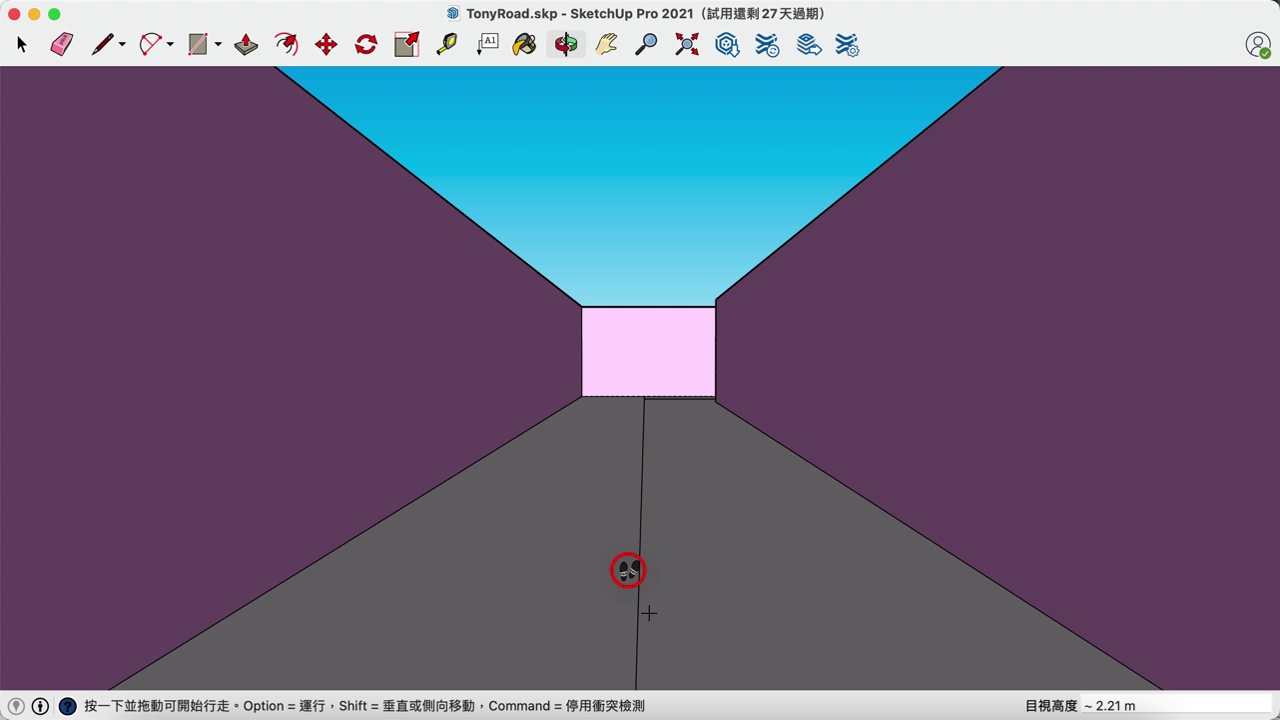 TonyRoad.skp - SketchUp Pro 2021（試用還剩 27 天過期）
A1
按一下並拖動可開始行走。Option = 運行，Shift = 垂直或側向移動，Command = 停用衝突檢測
目視高度 ~ 2.21 m